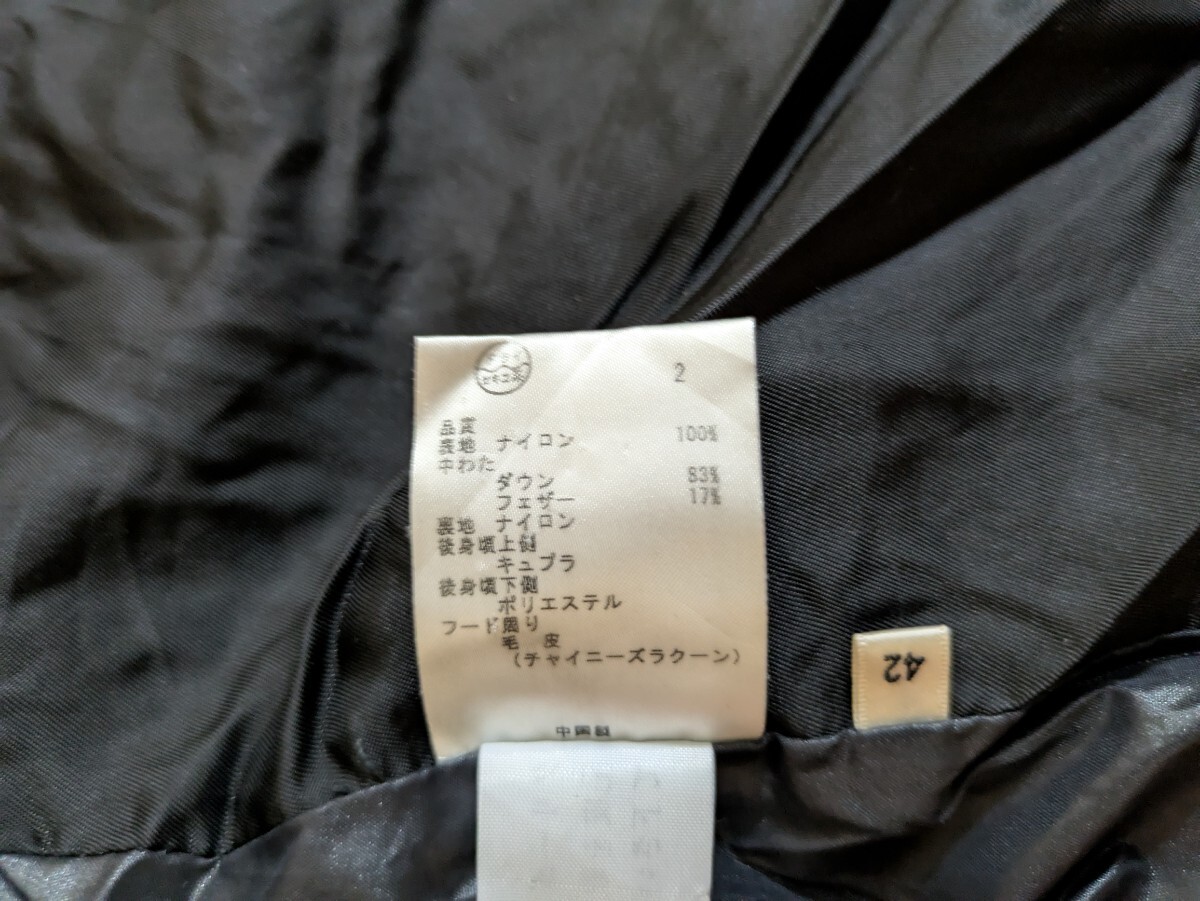 2
品質
表地 ナイロン 100%
中わた
ダウン 83%
フェザー 17%
裏地 ナイロン
後身頃上側
キュプラ
後身頃下側
ポリエステル
フード周り
毛 皮
(チャイニーズラクーン)
中国製
42